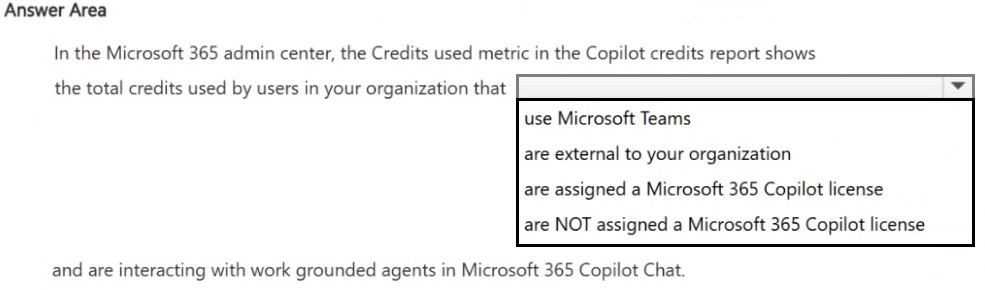 Answer Area
In the Microsoft 365 admin center, the Credits used metric in the Copilot credits report shows
the total credits used by users in your organization that
use Microsoft Teams
are external to your organization
are assigned a Microsoft 365 Copilot license
are NOT assigned a Microsoft 365 Copilot license
and are interacting with work grounded agents in Microsoft 365 Copilot Chat.